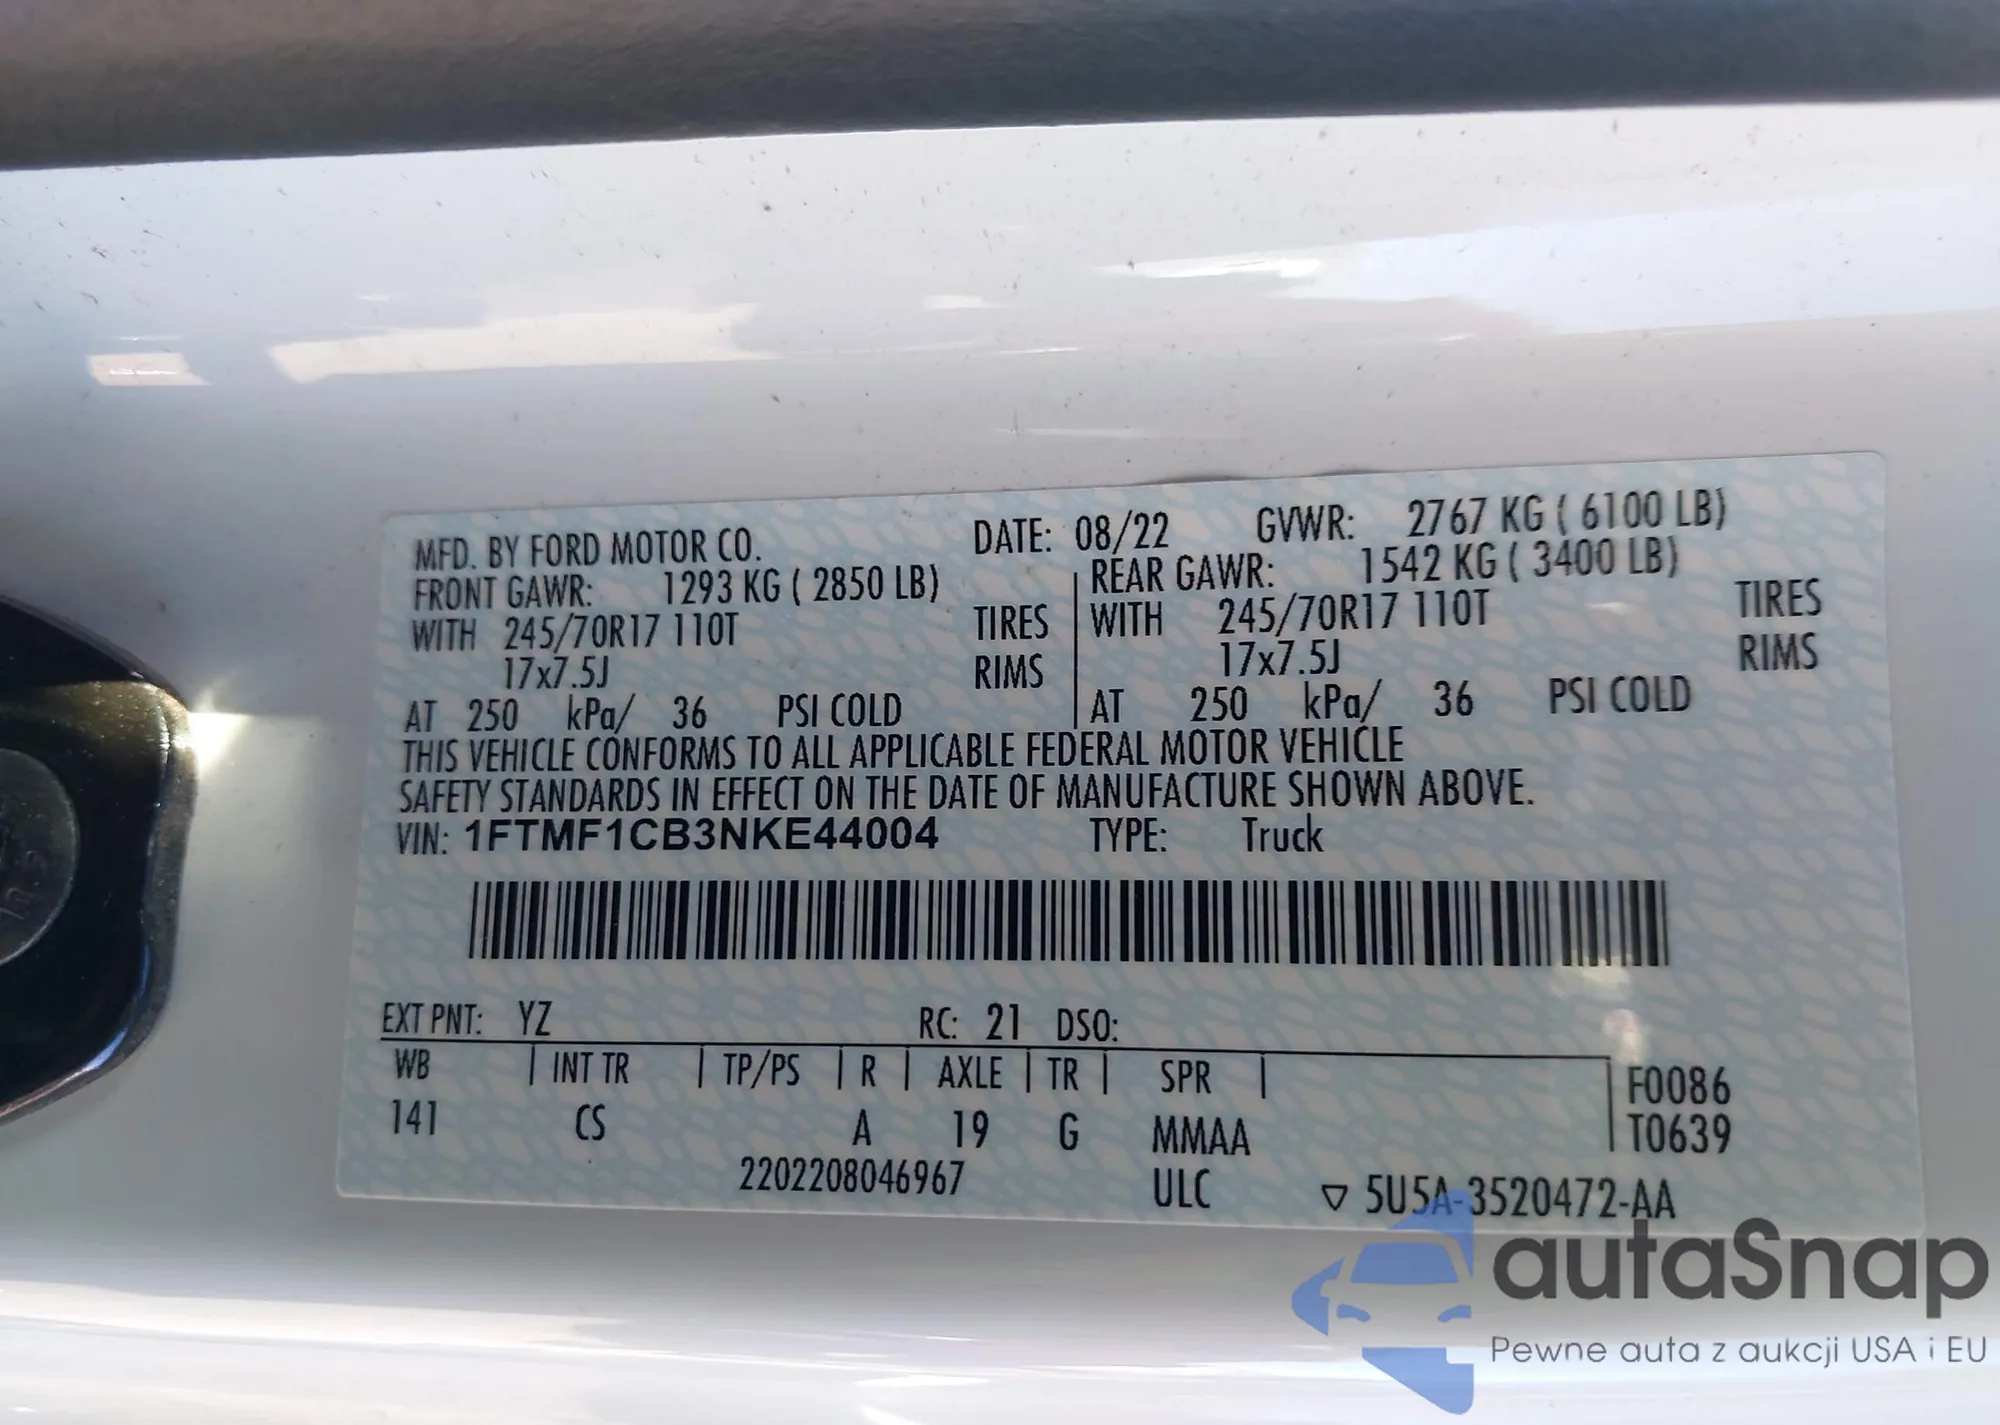 MFD. BY FORD MOTOR CO. DATE: 08/22 GVWR: 2767 KG ( 6100 LB)
FRONT GAWR: 1293 KG ( 2850 LB) REAR GAWR: 1542 KG ( 3400 LB)
WITH 245/70R17 110T TIRES WITH 245/70R17 110T TIRES
17x7.5J RIMS 17x7.5J RIMS
AT 250 kPa/ 36 PSI COLD AT 250 kPa/ 36 PSI COLD
THIS VEHICLE CONFORMS TO ALL APPLICABLE FEDERAL MOTOR VEHICLE
SAFETY STANDARDS IN EFFECT ON THE DATE OF MANUFACTURE SHOWN ABOVE.
VIN: 1FTMF1CB3NKE44004 TYPE: Truck
EXT PNT: YZ RC: 21 DSO:
WB INT TR TP/PS R AXLE TR SPR F0086
141 CS A 19 G MMAA T0639
2202208046967 ULC ▽ 5U5A-3520472-AA
autaSnap
Pewne auta z aukcji USA i EU